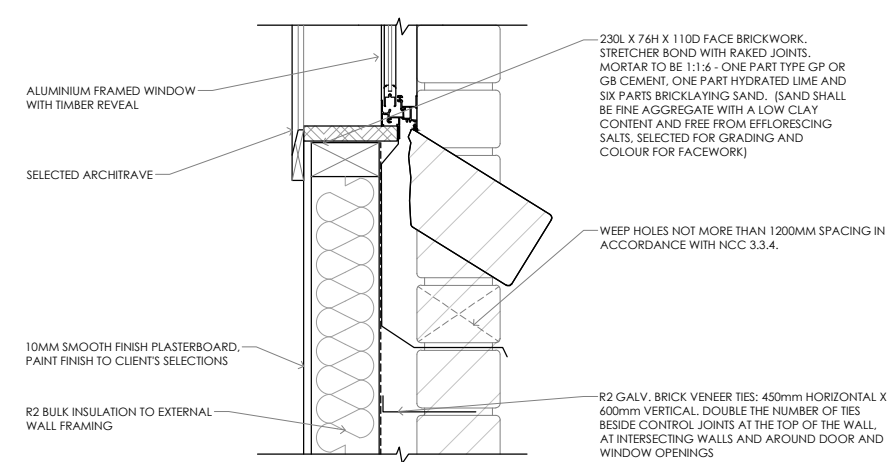 ALUMINIUM FRAMED WINDOW
WITH TIMBER REVEAL
SELECTED ARCHITRAVE
10MM SMOOTH FINISH PLASTERBOARD,
PAINT FINISH TO CLIENT'S SELECTIONS
R2 BULK INSULATION TO EXTERNAL
WALL FRAMING
230L X 76H X 110D FACE BRICKWORK.
STRETCHER BOND WITH RAKED JOINTS.
MORTAR TO BE 1:1:6 - ONE PART TYPE GP OR
GB CEMENT, ONE PART HYDRATED LIME AND
SIX PARTS BRICKLAYING SAND. (SAND SHALL
BE FINE AGGREGATE WITH A LOW CLAY
CONTENT AND FREE FROM EFFLORESCING
SALTS, SELECTED FOR GRADING AND
COLOUR FOR FACEWORK)
WEEP HOLES NOT MORE THAN 1200MM SPACING IN
ACCORDANCE WITH NCC 3.3.4.
R2 GALV. BRICK VENEER TIES: 450mm HORIZONTAL X
600mm VERTICAL. DOUBLE THE NUMBER OF TIES
BESIDE CONTROL JOINTS AT THE TOP OF THE WALL,
AT INTERSECTING WALLS AND AROUND DOOR AND
WINDOW OPENINGS